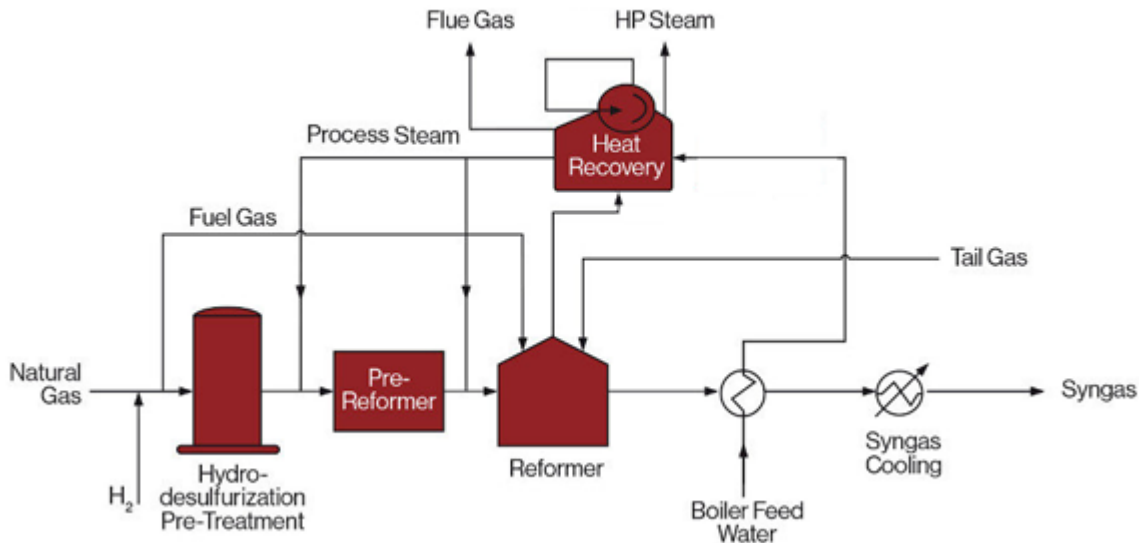 Flue Gas
HP Steam
Process Steam
Heat
Recovery
Fuel Gas
Tail Gas
Natural
Gas
Pre-
Reformer
Syngas
H₂
Hydro-
desulfurization
Pre-Treatment
Reformer
Syngas
Cooling
Boiler Feed
Water